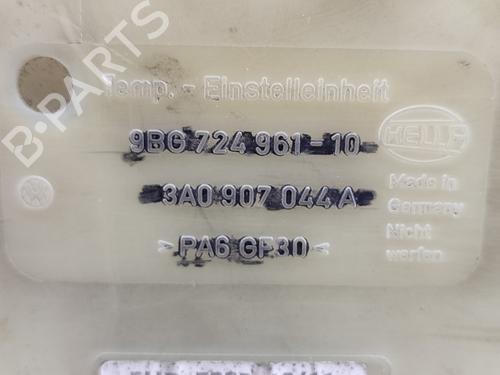 B-PARTS
Temp. - Einstelleinheit
9BG 724 961 - 10
HELLA
3A0 907 044 A
Made in
Germany
Nicht
werfen
>PA6 GF30<